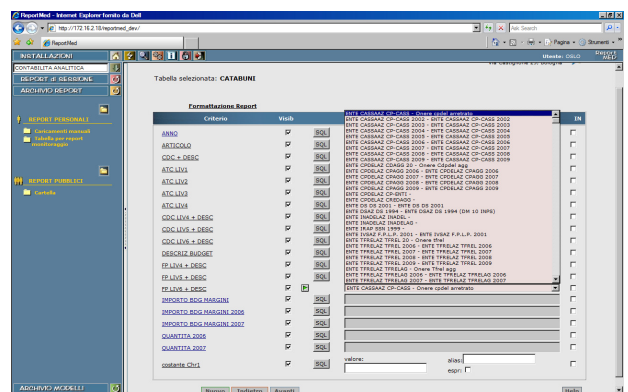 ReportMed - Internet Explorer fornito da Dell
http://172.16.2.18/reportmed_dev/
Ask Search
ReportMed
Pagina
Strumenti
INSTALLAZIONI
Utente: OSLO
Report MED
CONTABILITA ANALITICA
REPORT di SESSIONE
ARCHIVIO REPORT
REPORT PERSONALI
Caricamenti manuali
Tabella per report monitoraggio
REPORT PUBBLICI
Cartella
ARCHIVIO MODELLI
Tabella selezionata: CATABUNI
Formattazione Report
Criterio Visib IN
ANNO SQL
ARTICOLO SQL
CDC + DESC SQL
ATC LIV1 SQL
ATC LIV2 SQL
ATC LIV3 SQL
ATC LIV4 SQL
CDC LIV4 + DESC SQL
CDC LIV5 + DESC SQL
CDC LIV6 + DESC SQL
DESCRIZ BUDGET SQL
FP LIV4 + DESC SQL
FP LIV5 + DESC SQL
FP LIV6 + DESC
IMPORTO BDG MARGINI SQL
IMPORTO BDG MARGINI 2006 SQL
IMPORTO BDG MARGINI 2007 SQL
QUANTITA 2006 SQL
QUANTITA 2007 SQL
costante Chr1 SQL valore: alias:
espr:
ENTE CASSAAZ CP-CASS - Onere cpdel arretrato
ENTE CASSAAZ CP-CASS 2002 - ENTE CASSAAZ CP-CASS 2002
ENTE CASSAAZ CP-CASS 2003 - ENTE CASSAAZ CP-CASS 2003
ENTE CASSAAZ CP-CASS 2004 - ENTE CASSAAZ CP-CASS 2004
ENTE CASSAAZ CP-CASS 2005 - ENTE CASSAAZ CP-CASS 2005
ENTE CASSAAZ CP-CASS 2006 - ENTE CASSAAZ CP-CASS 2006
ENTE CASSAAZ CP-CASS 2007 - ENTE CASSAAZ CP-CASS 2007
ENTE CASSAAZ CP-CASS 2008 - ENTE CASSAAZ CP-CASS 2008
ENTE CASSAAZ CP-CASS 2009 - ENTE CASSAAZ CP-CASS 2009
ENTE CPDELAZ CPAGG 20 - Onere Cpdel agg
ENTE CPDELAZ CPAGG 2006 - ENTE CPDELAZ CPAGG 2006
ENTE CPDELAZ CPAGG 2007 - ENTE CPDELAZ CPAGG 2007
ENTE CPDELAZ CPAGG 2008 - ENTE CPDELAZ CPAGG 2008
ENTE CPDELAZ CPAGG 2009 - ENTE CPDELAZ CPAGG 2009
ENTE CPDELAZ CP-ENTI -
ENTE CPDELAZ CREDAGG -
ENTE DS DS 2001 - ENTE DS DS 2001
ENTE DSAZ DS 1994 - ENTE DSAZ DS 1994 (DM 10 INPS)
ENTE INADELAZ INADEL -
ENTE INADELAZ INADELAG -
ENTE IRAP SSN 1999 -
ENTE IVSAZ F.P.L.P. 2001 - ENTE IVSAZ F.P.L.P. 2001
ENTE TFRELAZ TFREL 20 - Onere tfrel
ENTE TFRELAZ TFREL 2006 - ENTE TFRELAZ TFREL 2006
ENTE TFRELAZ TFREL 2007 - ENTE TFRELAZ TFREL 2007
ENTE TFRELAZ TFREL 2008 - ENTE TFRELAZ TFREL 2008
ENTE TFRELAZ TFREL 2009 - ENTE TFRELAZ TFREL 2009
ENTE TFRELAZ TFRELAG - Onere Tfrel agg
ENTE TFRELAZ TFRELAG 2006 - ENTE TFRELAZ TFRELAG 2006
ENTE TFRELAZ TFRELAG 2007 - ENTE TFRELAZ TFRELAG 2007
ENTE CASSAAZ CP-CASS - Onere cpdel arretrato
Nuovo Indietro Avanti Help